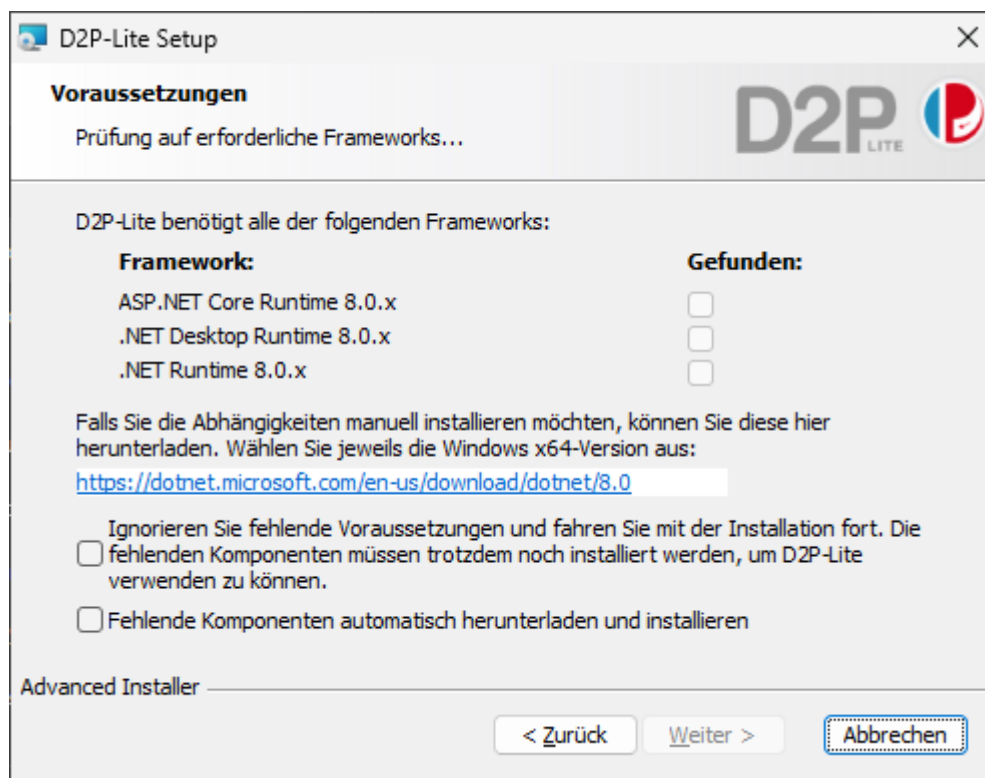 D2P-Lite Setup
Voraussetzungen
Prüfung auf erforderliche Frameworks...
D2P LITE
D2P-Lite benötigt alle der folgenden Frameworks:
Framework: Gefunden:
ASP.NET Core Runtime 8.0.x
.NET Desktop Runtime 8.0.x
.NET Runtime 8.0.x
Falls Sie die Abhängigkeiten manuell installieren möchten, können Sie diese hier
herunterladen. Wählen Sie jeweils die Windows x64-Version aus:
https://dotnet.microsoft.com/en-us/download/dotnet/8.0
Ignorieren Sie fehlende Voraussetzungen und fahren Sie mit der Installation fort. Die
fehlenden Komponenten müssen trotzdem noch installiert werden, um D2P-Lite
verwenden zu können.
Fehlende Komponenten automatisch herunterladen und installieren
Advanced Installer
< Zurück Weiter > Abbrechen